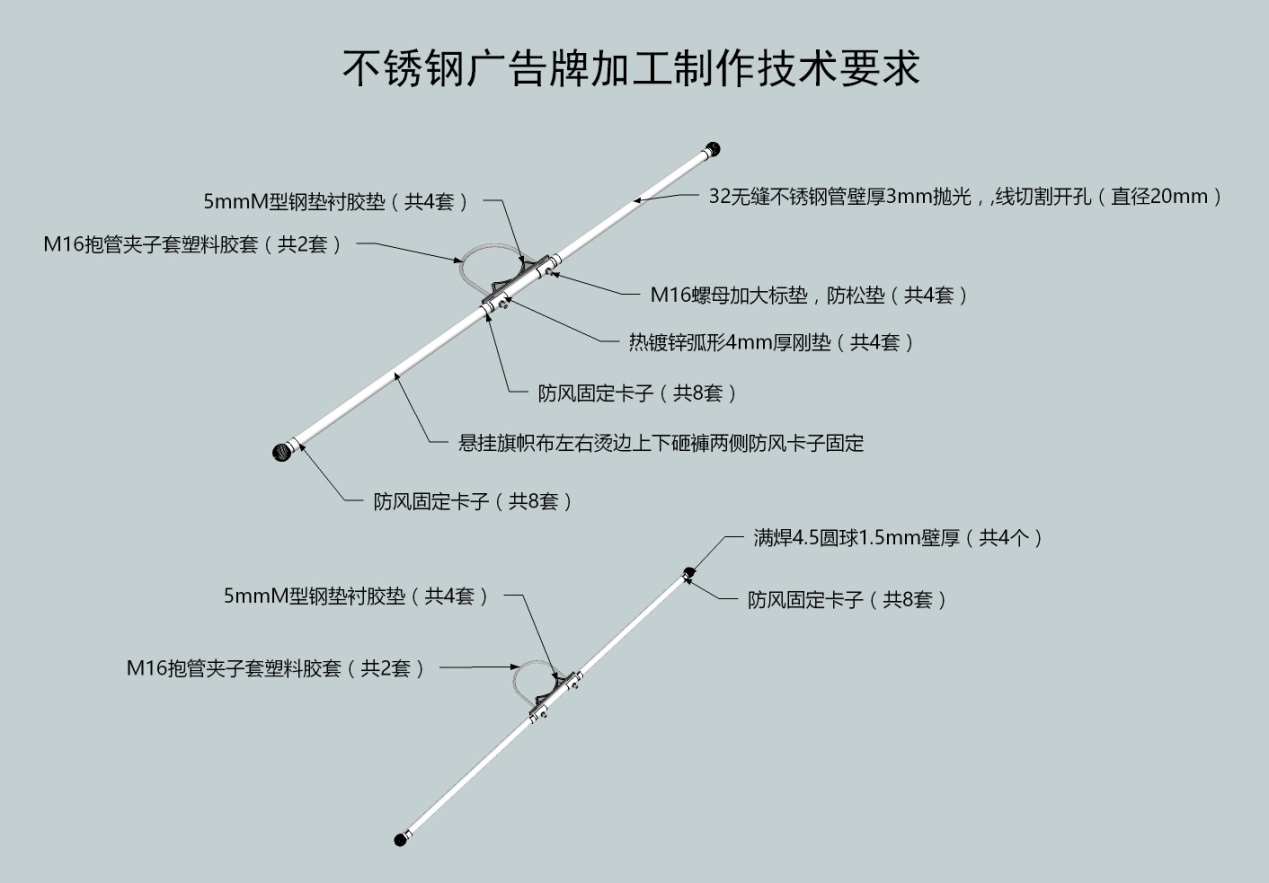 不锈钢广告牌加工制作技术要求
5mmM型钢垫衬胶垫（共4套）
32无缝不锈钢管壁厚3mm抛光，,线切割开孔（直径20mm）
M16抱管夹子套塑料胶套（共2套）
M16螺母加大标垫，防松垫（共4套）
热镀锌弧形4mm厚刚垫（共4套）
防风固定卡子（共8套）
悬挂旗帜布左右烫边上下砸裤两侧防风卡子固定
防风固定卡子（共8套）
满焊4.5圆球1.5mm壁厚（共4个）
5mmM型钢垫衬胶垫（共4套）
防风固定卡子（共8套）
M16抱管夹子套塑料胶套（共2套）